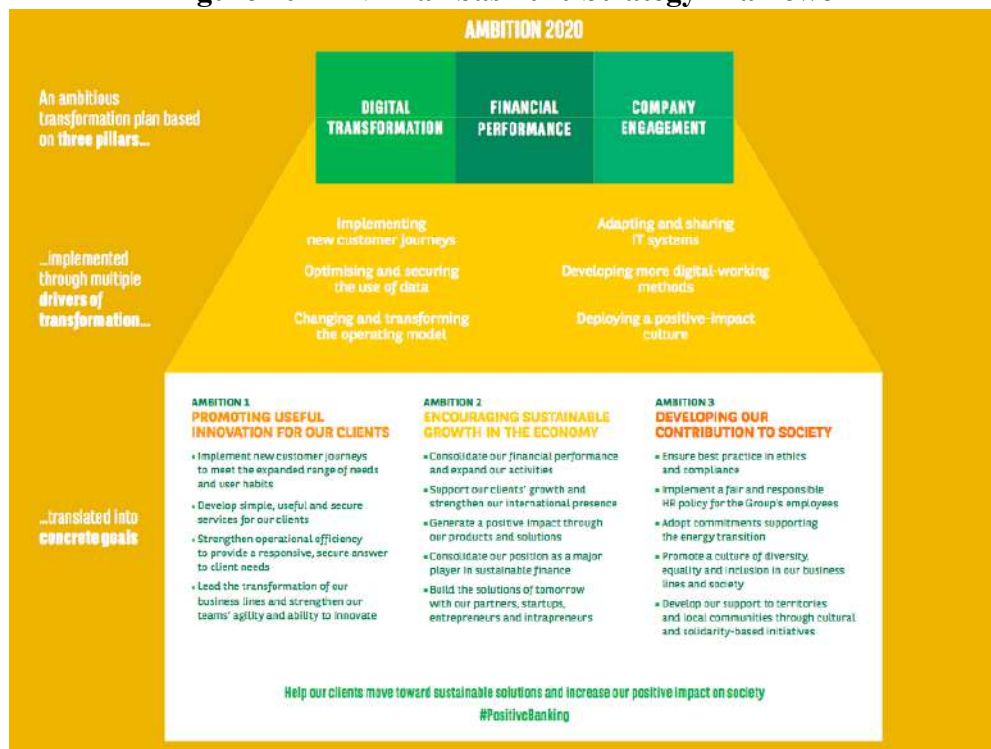 AMBITION 2020
An ambitious
transformation plan based
on three pillars...
DIGITAL
TRANSFORMATION
FINANCIAL
PERFORMANCE
COMPANY
ENGAGEMENT
...implemented
through multiple
drivers of
transformation...
Implementing
new customer journeys
Optimising and securing
the use of data
Changing and transforming
the operating model
Adapting and sharing
IT systems
Developing more digital-working
methods
Deploying a positive-impact
culture
...translated into
concrete goals
AMBITION 1
PROMOTING USEFUL
INNOVATION FOR OUR CLIENTS
▪ Implement new customer journeys
to meet the expanded range of needs
and user habits
▪ Develop simple, useful and secure
services for our clients
▪ Strengthen operational efficiency
to provide a responsive, secure answer
to client needs
▪ Lead the transformation of our
business lines and strengthen our
teams' agility and ability to innovate
AMBITION 2
ENCOURAGING SUSTAINABLE
GROWTH IN THE ECONOMY
▪ Consolidate our financial performance
and expand our activities
▪ Support our clients' growth and
strengthen our international presence
▪ Generate a positive impact through
our products and solutions
▪ Consolidate our position as a major
player in sustainable finance
▪ Build the solutions of tomorrow
with our partners, startups,
entrepreneurs and intrapreneurs
AMBITION 3
DEVELOPING OUR
CONTRIBUTION TO SOCIETY
▪ Ensure best practice in ethics
and compliance
▪ Implement a fair and responsible
HR policy for the Group's employees
▪ Adopt commitments supporting
the energy transition
▪ Promote a culture of diversity,
equality and inclusion in our business
lines and society
▪ Develop our support to territories
and local communities through cultural
and solidarity-based initiatives
Help our clients move toward sustainable solutions and increase our positive impact on society
#PositiveBanking